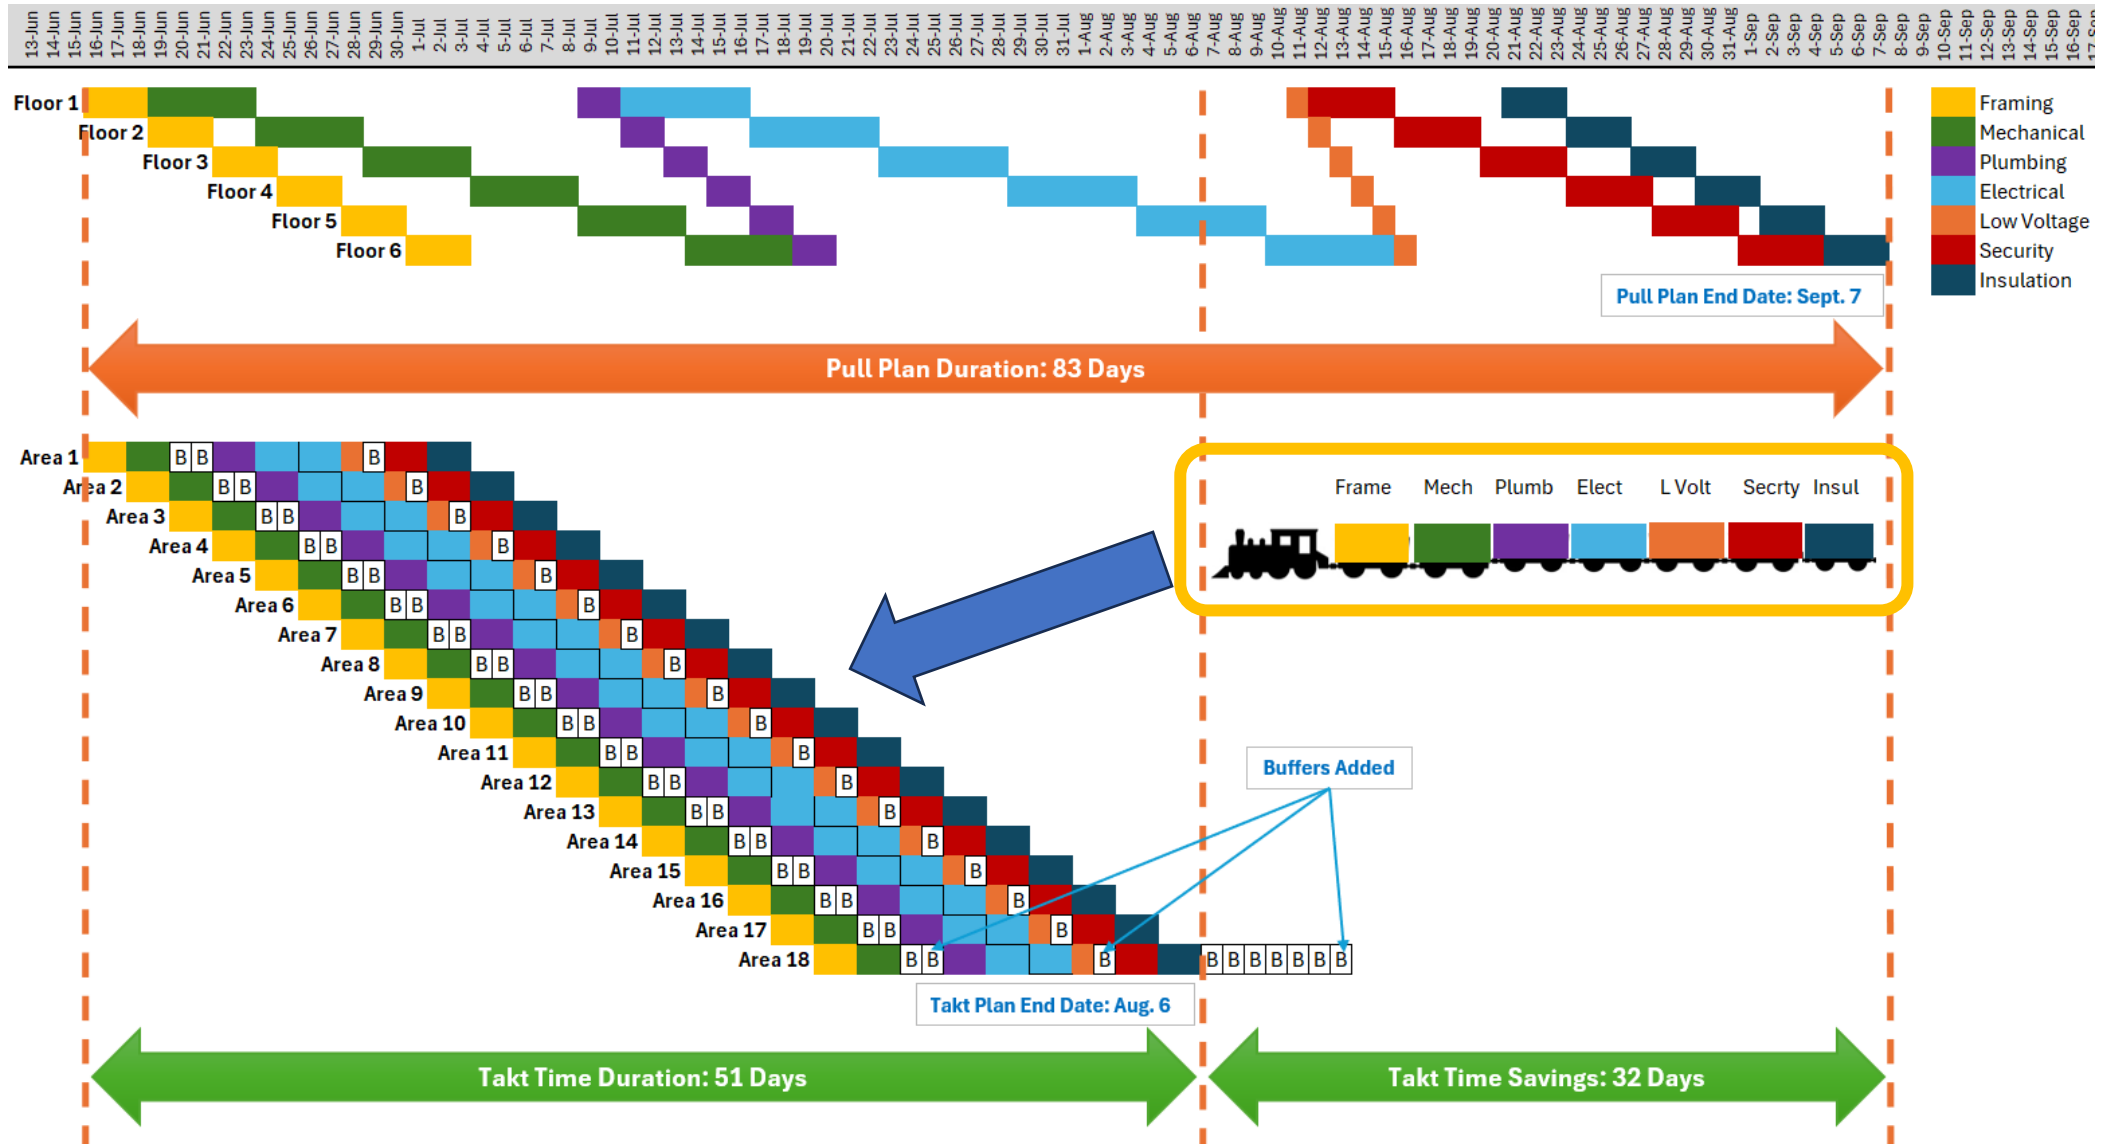 13-Jun 14-Jun 15-Jun 16-Jun 17-Jun 18-Jun 19-Jun 20-Jun 21-Jun 22-Jun 23-Jun 24-Jun 25-Jun 26-Jun 27-Jun 28-Jun 29-Jun 30-Jun 1-Jul 2-Jul 3-Jul 4-Jul 5-Jul 6-Jul 7-Jul 8-Jul 9-Jul 10-Jul 11-Jul 12-Jul 13-Jul 14-Jul 15-Jul 16-Jul 17-Jul 18-Jul 19-Jul 20-Jul 21-Jul 22-Jul 23-Jul 24-Jul 25-Jul 26-Jul 27-Jul 28-Jul 29-Jul 30-Jul 31-Jul 1-Aug 2-Aug 3-Aug 4-Aug 5-Aug 6-Aug 7-Aug 8-Aug 9-Aug 10-Aug 11-Aug 12-Aug 13-Aug 14-Aug 15-Aug 16-Aug 17-Aug 18-Aug 19-Aug 20-Aug 21-Aug 22-Aug 23-Aug 24-Aug 25-Aug 26-Aug 27-Aug 28-Aug 29-Aug 30-Aug 31-Aug 1-Sep 2-Sep 3-Sep 4-Sep 5-Sep 6-Sep 7-Sep 8-Sep 9-Sep 10-Sep 11-Sep 12-Sep 13-Sep 14-Sep 15-Sep 16-Sep
Floor 1
Floor 2
Floor 3
Floor 4
Floor 5
Floor 6
Framing
Mechanical
Plumbing
Electrical
Low Voltage
Security
Insulation
Pull Plan End Date: Sept. 7
Pull Plan Duration: 83 Days
Frame Mech Plumb Elect L Volt Secrty Insul
Area 1 B B B
Area 2 B B B
Area 3 B B B
Area 4 B B B
Area 5 B B B
Area 6 B B B
Area 7 B B B
Area 8 B B B
Area 9 B B B
Area 10 B B B
Area 11 B B B
Area 12 B B B
Area 13 B B B
Area 14 B B B
Area 15 B B B
Area 16 B B B
Area 17 B B B
Area 18 B B B B B B B B B B
Buffers Added
Takt Plan End Date: Aug. 6
Takt Time Duration: 51 Days
Takt Time Savings: 32 Days